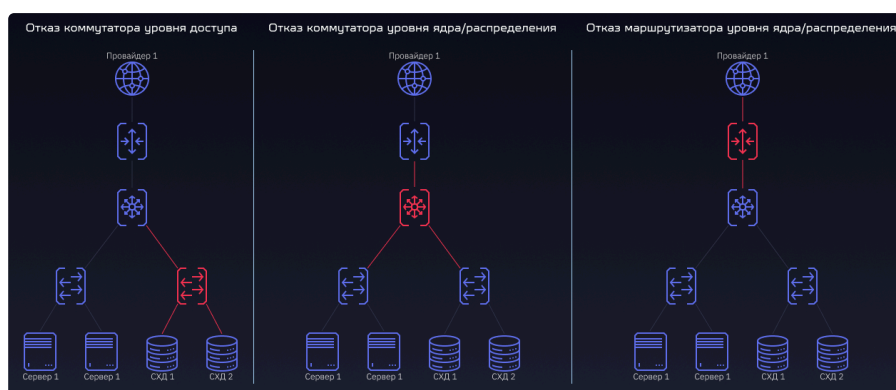 Отказ коммутатора уровня доступа
Провайдер 1
Сервер 1
Сервер 1
СХД 1
СХД 2
Отказ коммутатора уровня ядра/распределения
Провайдер 1
Сервер 1
Сервер 1
СХД 1
СХД 2
Отказ маршрутизатора уровня ядра/распределения
Провайдер 1
Сервер 1
Сервер 1
СХД 1
СХД 2